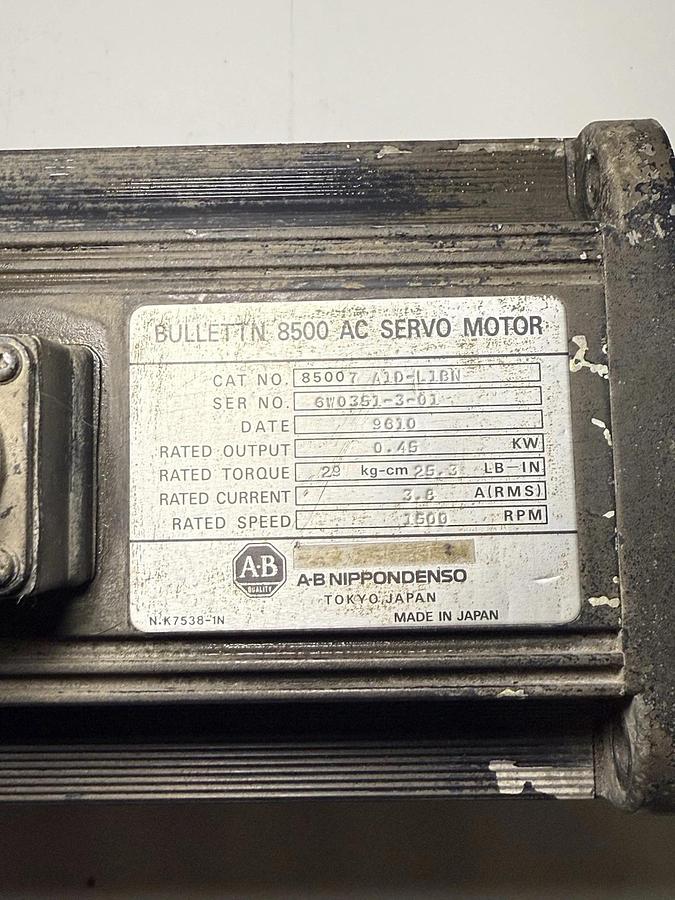 BULLETIN 8500 AC SERVO MOTOR
CAT NO. 85007 A1D-L1BN
SER NO. 6W0351-3-01
DATE 9610
RATED OUTPUT 0.45 KW
RATED TORQUE 29 kg-cm 25.3 LB-IN
RATED CURRENT 3.8 A(RMS)
RATED SPEED 1500 RPM
A·B QUALITY
A·B NIPPONDENSO
TOKYO, JAPAN
N.K7538-1N MADE IN JAPAN